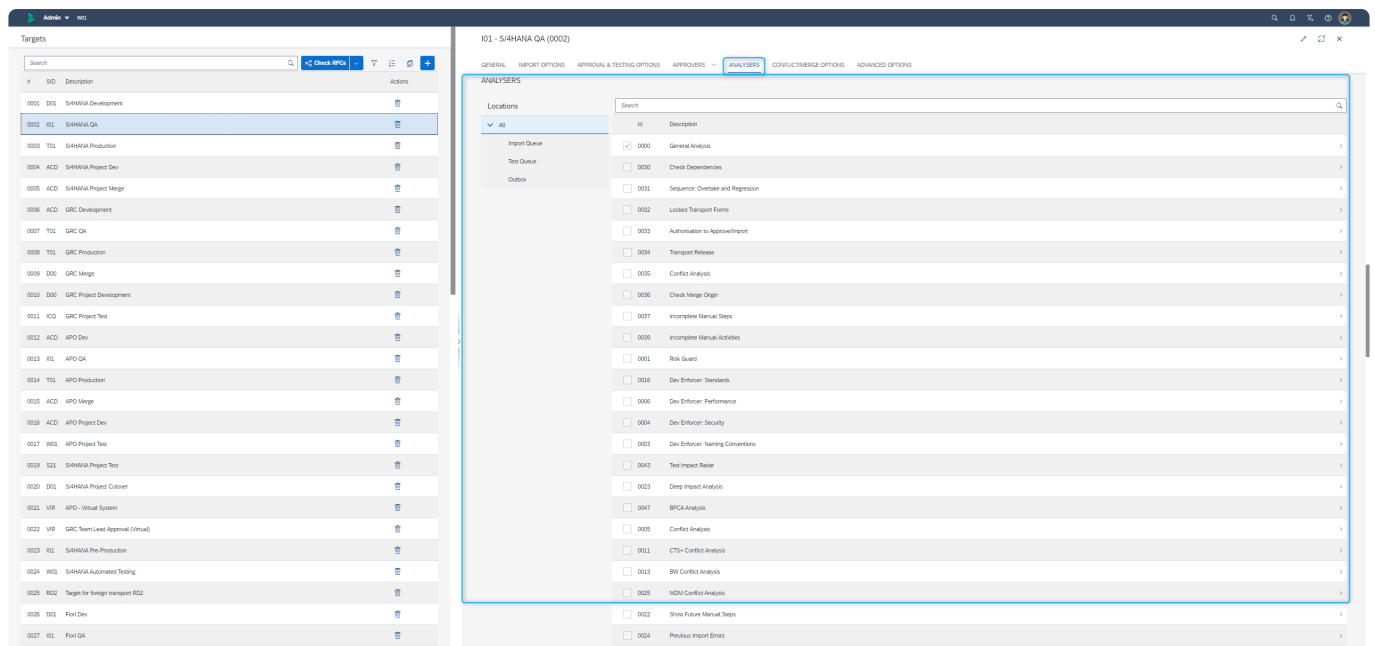 Admin W01
Targets
Search Check RFCs
# SID Description Actions
0001 D01 S/4HANA Development
0002 I01 S/4HANA QA
0003 T01 S/4HANA Production
0004 ACD S/4HANA Project Dev
0005 ACD S/4HANA Project Merge
0006 ACD GRC Development
0007 T01 GRC QA
0008 T01 GRC Production
0009 D00 GRC Merge
0010 D00 GRC Project Development
0011 ICQ GRC Project Test
0012 ACD APO Dev
0013 I01 APO QA
0014 T01 APO Production
0015 ACD APO Merge
0016 ACD APO Project Dev
0017 W01 APO Project Test
0019 S21 S/4HANA Project Test
0020 D01 S/4HANA Project Cutover
0021 VIR APO - Virtual System
0022 VIR GRC Team Lead Approval (Virtual)
0023 I01 S/4HANA Pre-Production
0024 W01 S/4HANA Automated Testing
0025 RD2 Target for foreign transport RD2
0026 D01 Fiori Dev
0027 I01 Fiori QA
I01 - S/4HANA QA (0002)
GENERAL IMPORT OPTIONS APPROVAL & TESTING OPTIONS APPROVERS ANALYSERS CONFLICT/MERGE OPTIONS ADVANCED OPTIONS
ANALYSERS
Locations
All
Import Queue
Test Queue
Outbox
Search
Id Description
0000 General Analysis
0030 Check Dependencies
0031 Sequence: Overtake and Regression
0032 Locked Transport Forms
0033 Authorisation to Approve/Import
0034 Transport Release
0035 Conflict Analysis
0036 Check Merge Origin
0037 Incomplete Manual Steps
0039 Incomplete Manual Activities
0001 Risk Guard
0016 Dev Enforcer: Standards
0006 Dev Enforcer: Performance
0004 Dev Enforcer: Security
0003 Dev Enforcer: Naming Conventions
0043 Test Impact Radar
0023 Deep Impact Analysis
0047 BPCA Analysis
0005 Conflict Analysis
0011 CTS+ Conflict Analysis
0013 BW Conflict Analysis
0025 MDM Conflict Analysis
0022 Show Future Manual Steps
0024 Previous Import Errors